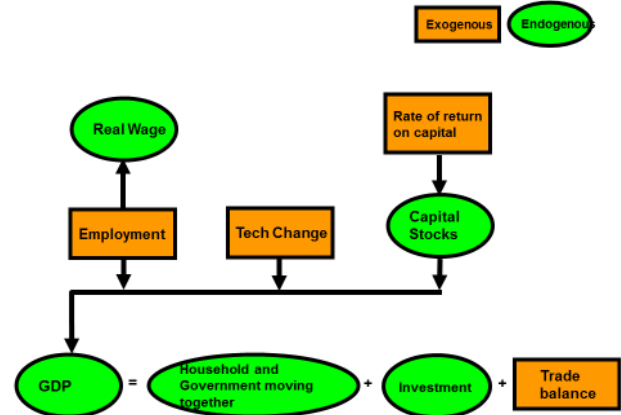 Exogenous
Endogenous
Real Wage
Rate of return
on capital
Employment
Tech Change
Capital
Stocks
GDP
=
Household and
Government moving
together
+
Investment
+
Trade
balance